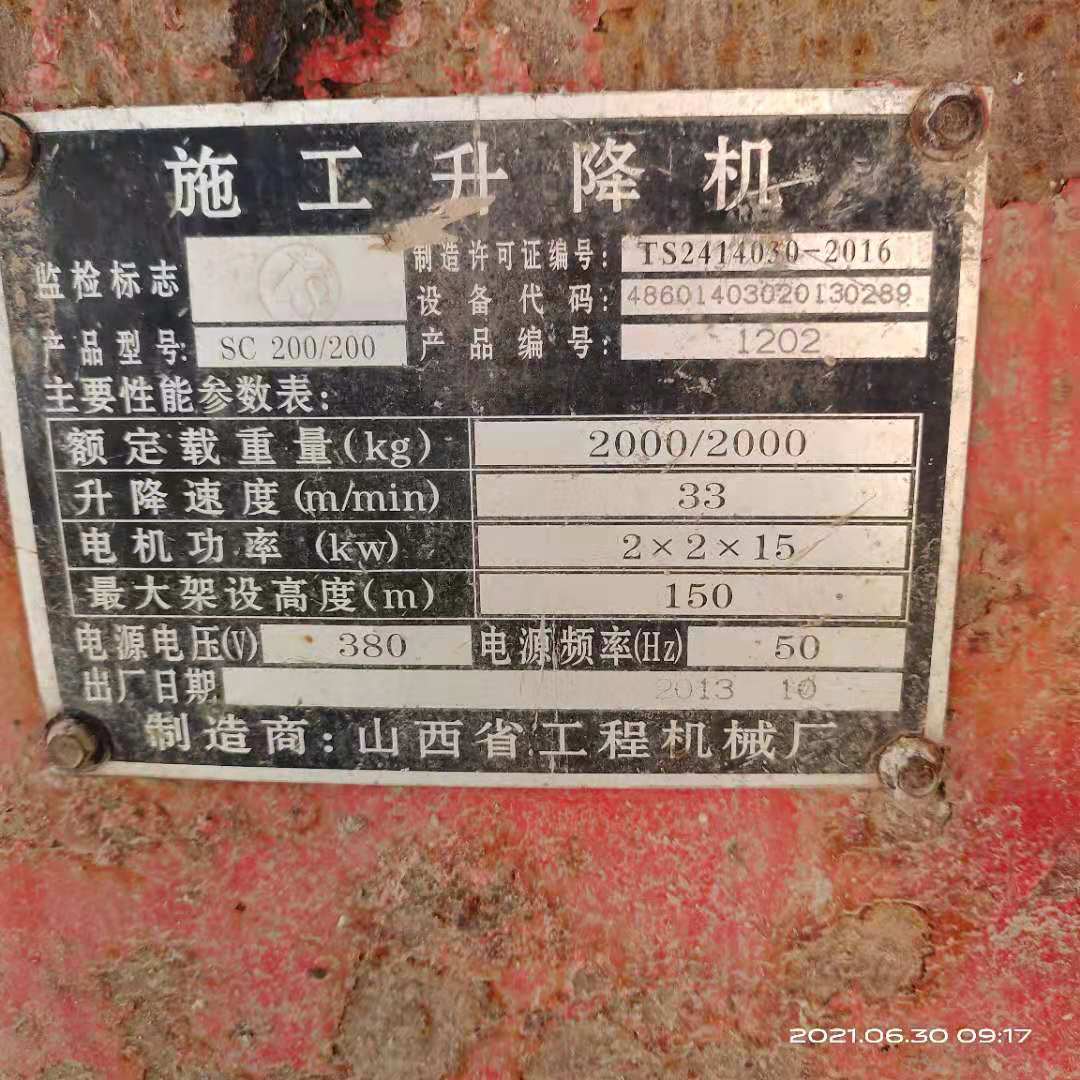 施工升降机
监检标志
制造许可证编号: TS2414030-2016
设备代码: 48601403020130289
产品型号: SC 200/200
产品编号: 1202
主要性能参数表:
额定载重量(kg) 2000/2000
升降速度(m/min) 33
电机功率(kw) 2×2×15
最大架设高度(m) 150
电源电压(V) 380 电源频率(Hz) 50
出厂日期 2013 10
制造商: 山西省工程机械厂
2021.06.30 09:17